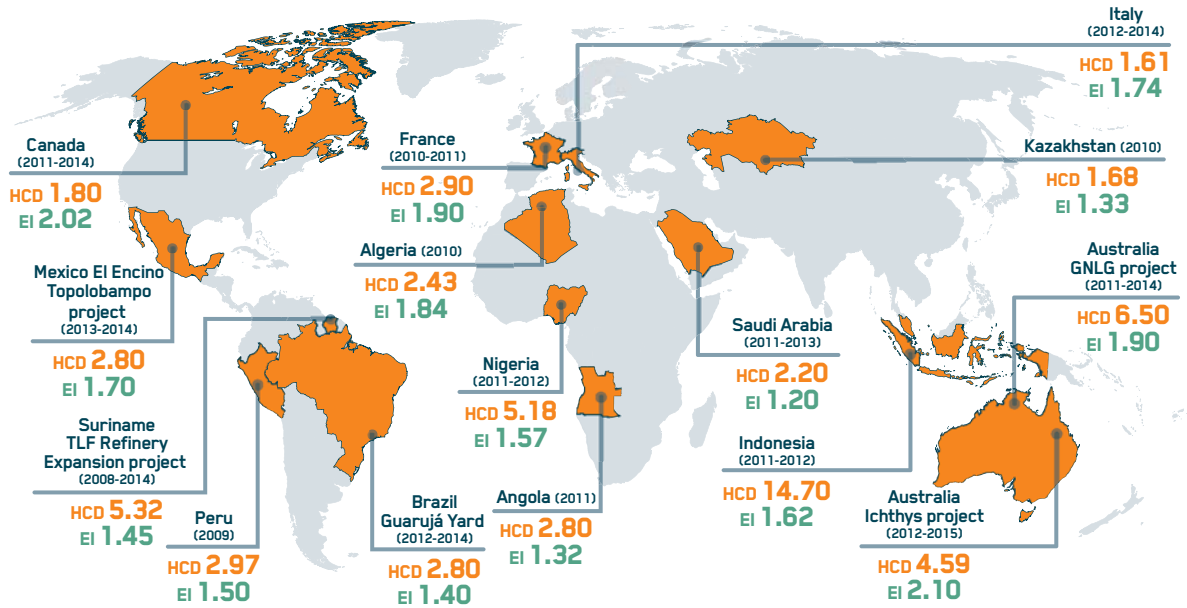 Italy
(2012-2014)
HCD 1.61
EI 1.74
Canada
(2011-2014)
HCD 1.80
EI 2.02
France
(2010-2011)
HCD 2.90
EI 1.90
Kazakhstan (2010)
HCD 1.68
EI 1.33
Algeria (2010)
HCD 2.43
EI 1.84
Mexico El Encino
Topolobampo
project
(2013-2014)
HCD 2.80
EI 1.70
Australia
GNLG project
(2011-2014)
HCD 6.50
EI 1.90
Saudi Arabia
(2011-2013)
HCD 2.20
EI 1.20
Nigeria
(2011-2012)
HCD 5.18
EI 1.57
Suriname
TLF Refinery
Expansion project
(2008-2014)
HCD 5.32
EI 1.45
Indonesia
(2011-2012)
HCD 14.70
EI 1.62
Peru
(2009)
HCD 2.97
EI 1.50
Brazil
Guarujá Yard
(2012-2014)
HCD 2.80
EI 1.40
Angola (2011)
HCD 2.80
EI 1.32
Australia
Ichthys project
(2012-2015)
HCD 4.59
EI 2.10